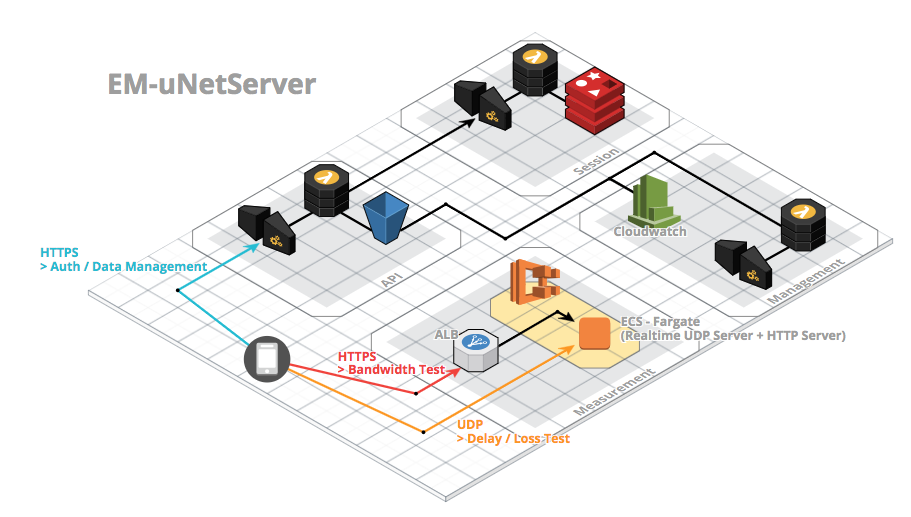 EM-uNetServer
Session
Cloudwatch
HTTPS
> Auth / Data Management
API
Management
ECS - Fargate
(Realtime UDP Server + HTTP Server)
ALB
HTTPS
> Bandwidth Test
Measurement
UDP
> Delay / Loss Test